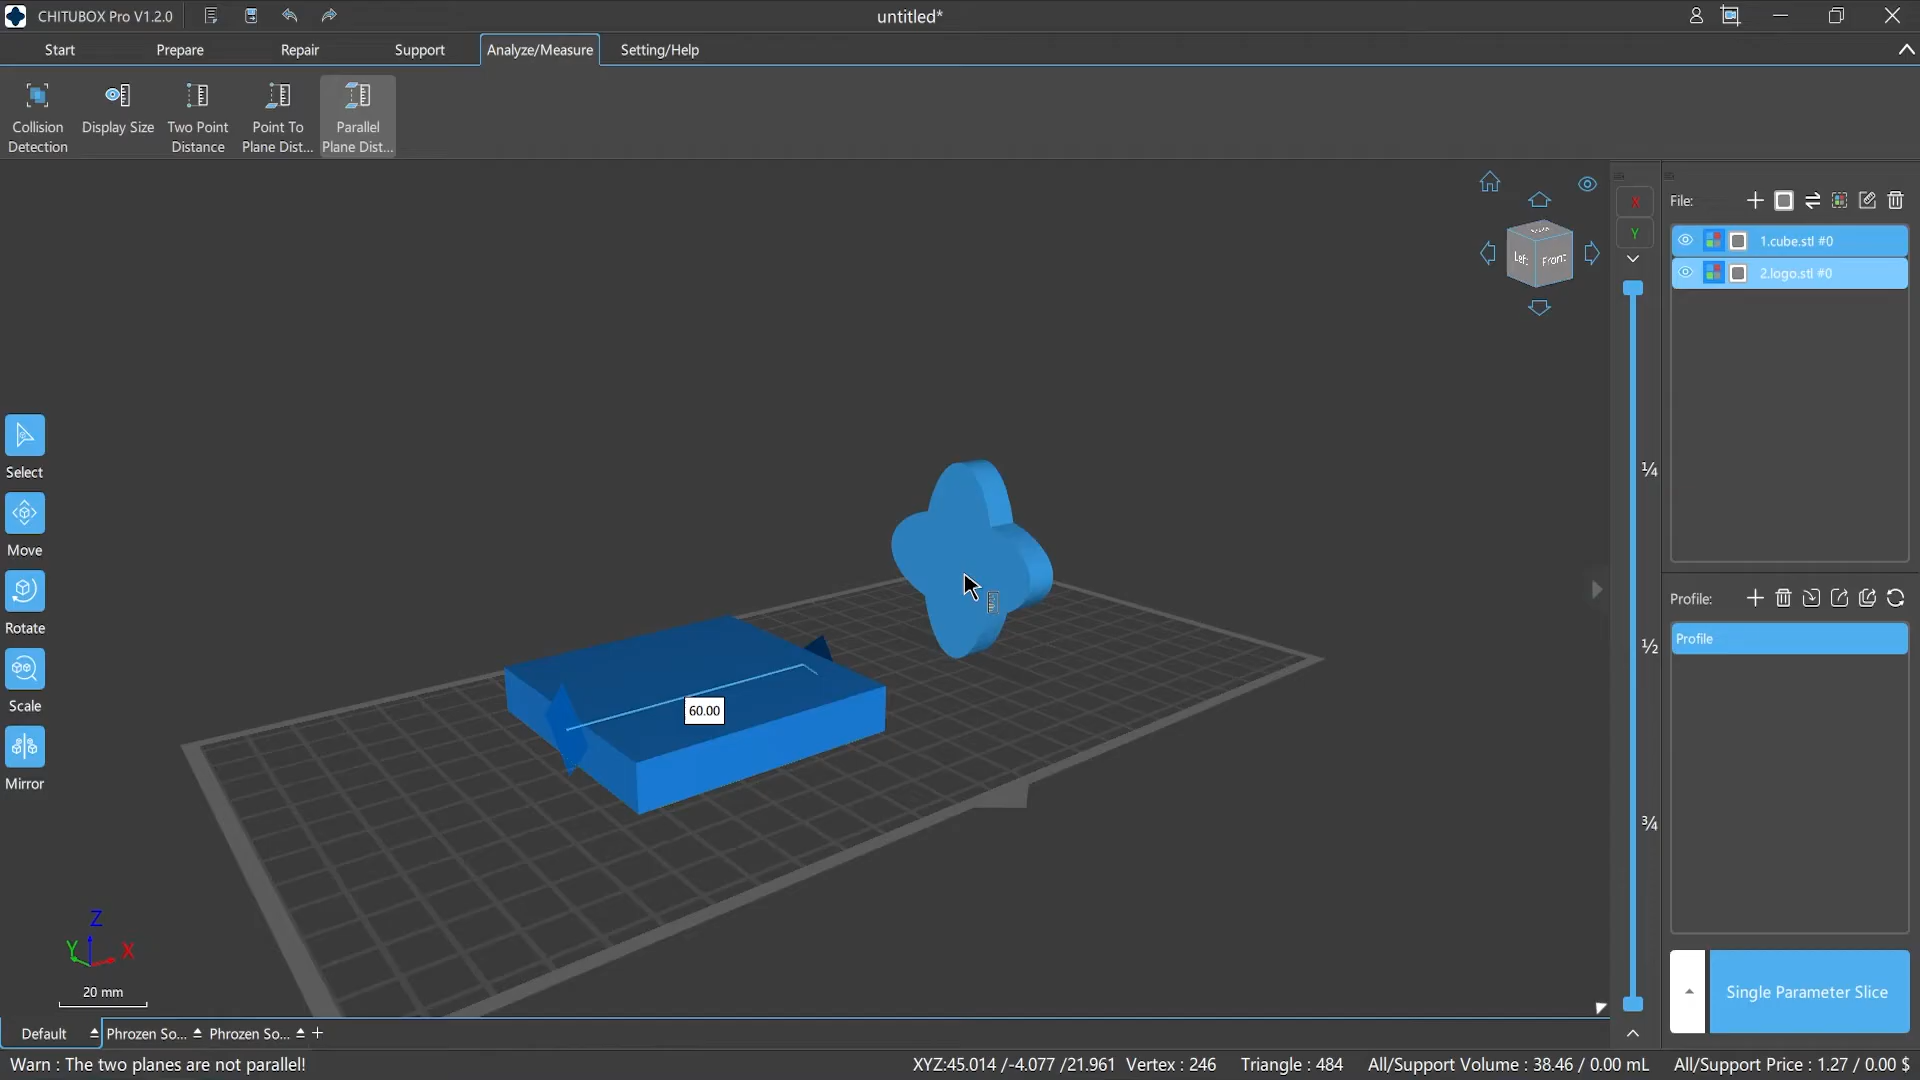 CHITUBOX Pro V1.2.0
untitled*
Start
Prepare
Repair
Support
Analyze/Measure
Setting/Help
Collision
Detection
Display Size
Two Point
Distance
Point To
Plane Dist...
Parallel
Plane Dist...
Left
Front
X
Y
File:
1.cube.stl #0
2.logo.stl #0
Select
Move
Rotate
Scale
Mirror
60.00
¼
½
¾
Profile:
Profile
Z
Y
X
20 mm
Single Parameter Slice
Default
Phrozen So...
Phrozen So...
Warn : The two planes are not parallel!
XYZ:45.014 /-4.077 /21.961
Vertex : 246
Triangle : 484
All/Support Volume : 38.46 / 0.00 mL
All/Support Price : 1.27 / 0.00 $